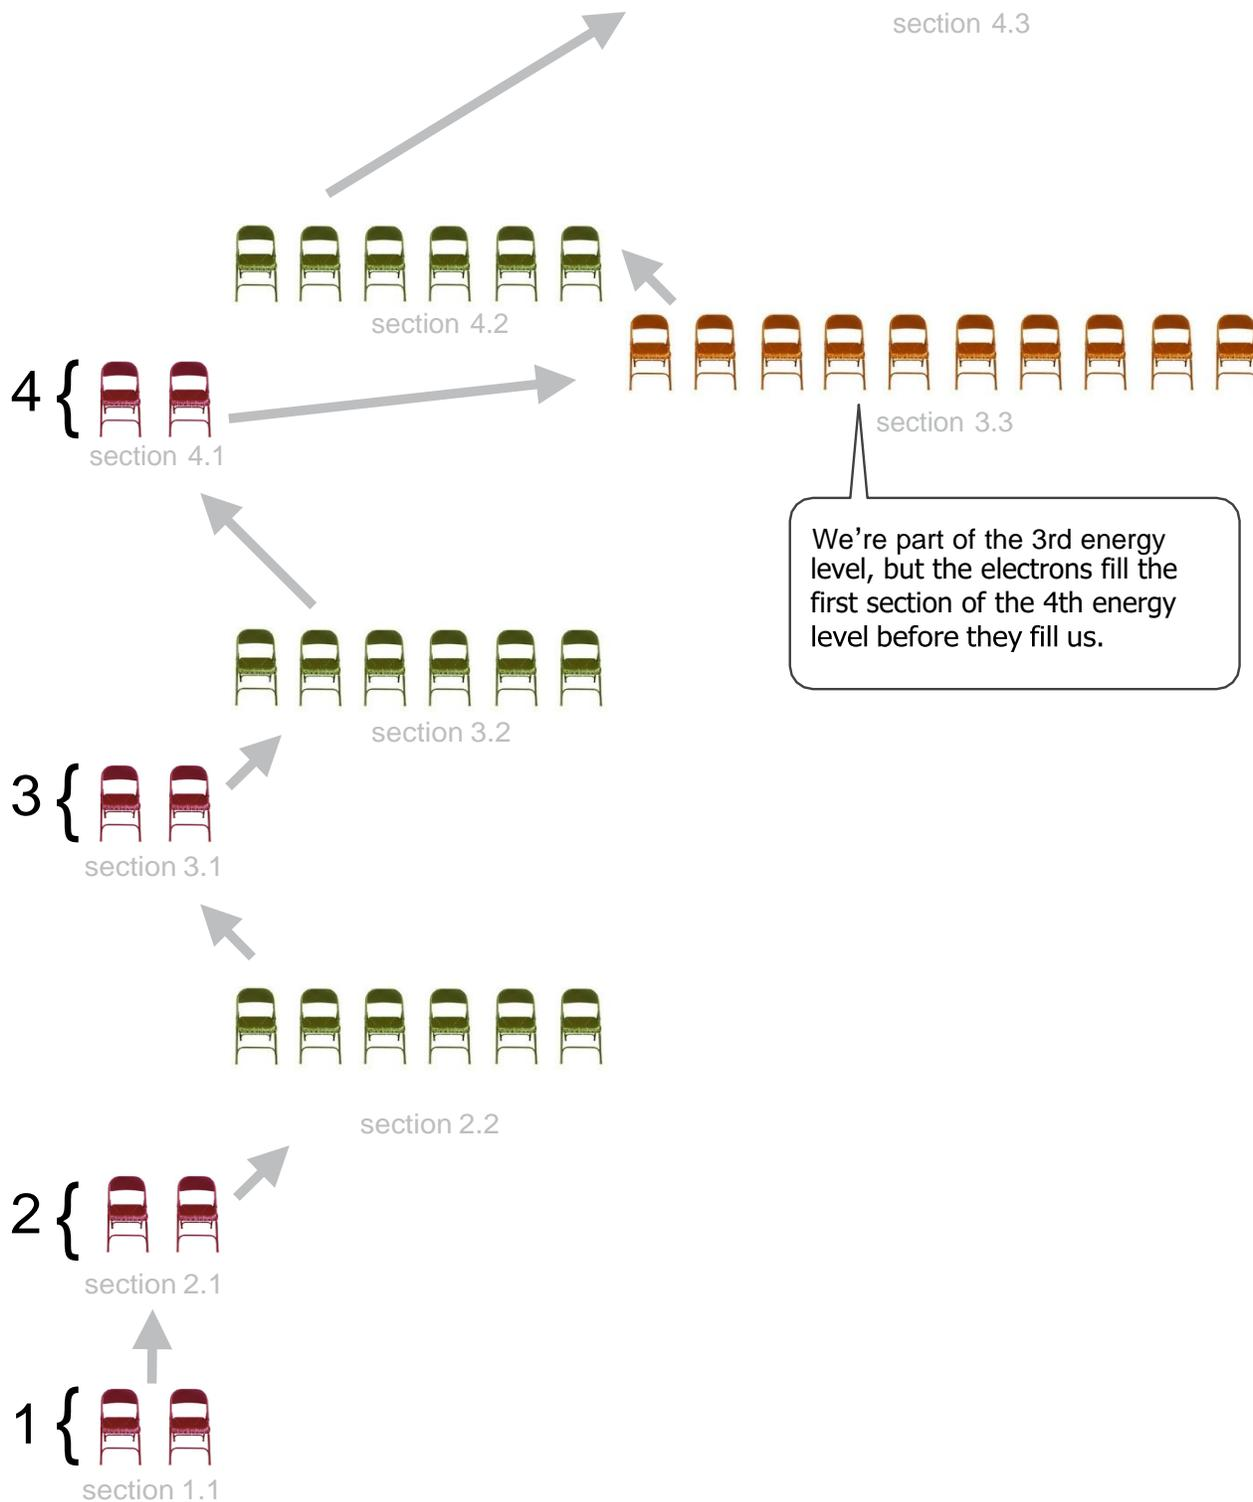 section 4.3
section 4.2
4 {
section 4.1
section 3.3
We’re part of the 3rd energy
level, but the electrons fill the
first section of the 4th energy
level before they fill us.
section 3.2
3 {
section 3.1
section 2.2
2 {
section 2.1
1 {
section 1.1